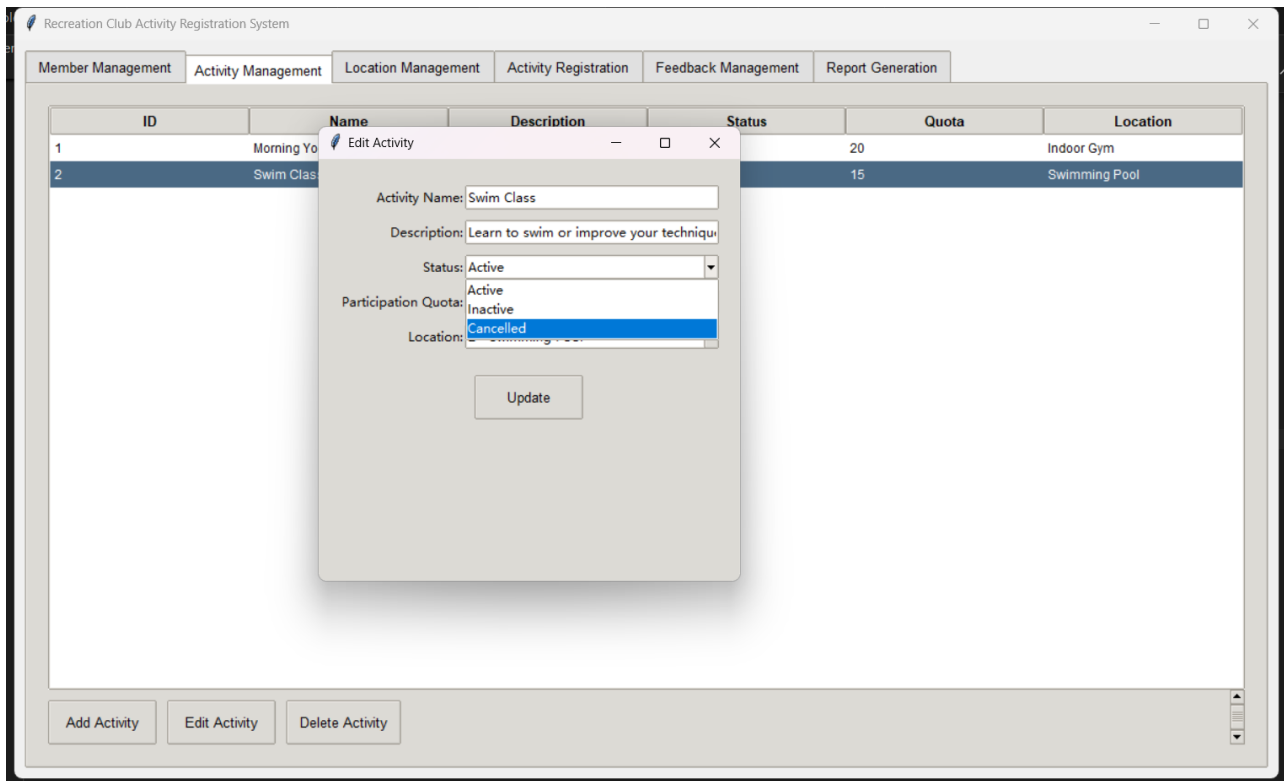 Recreation Club Activity Registration System
Member Management Activity Management Location Management Activity Registration Feedback Management Report Generation
ID Name Description Status Quota Location
Edit Activity
1 Morning Yo 20 Indoor Gym
2 Swim Clas 15 Swimming Pool
Activity Name: Swim Class
Description: Learn to swim or improve your techniqu
Status: Active
Active
Participation Quota:
Inactive
Cancelled
Location:
Update
Add Activity Edit Activity Delete Activity